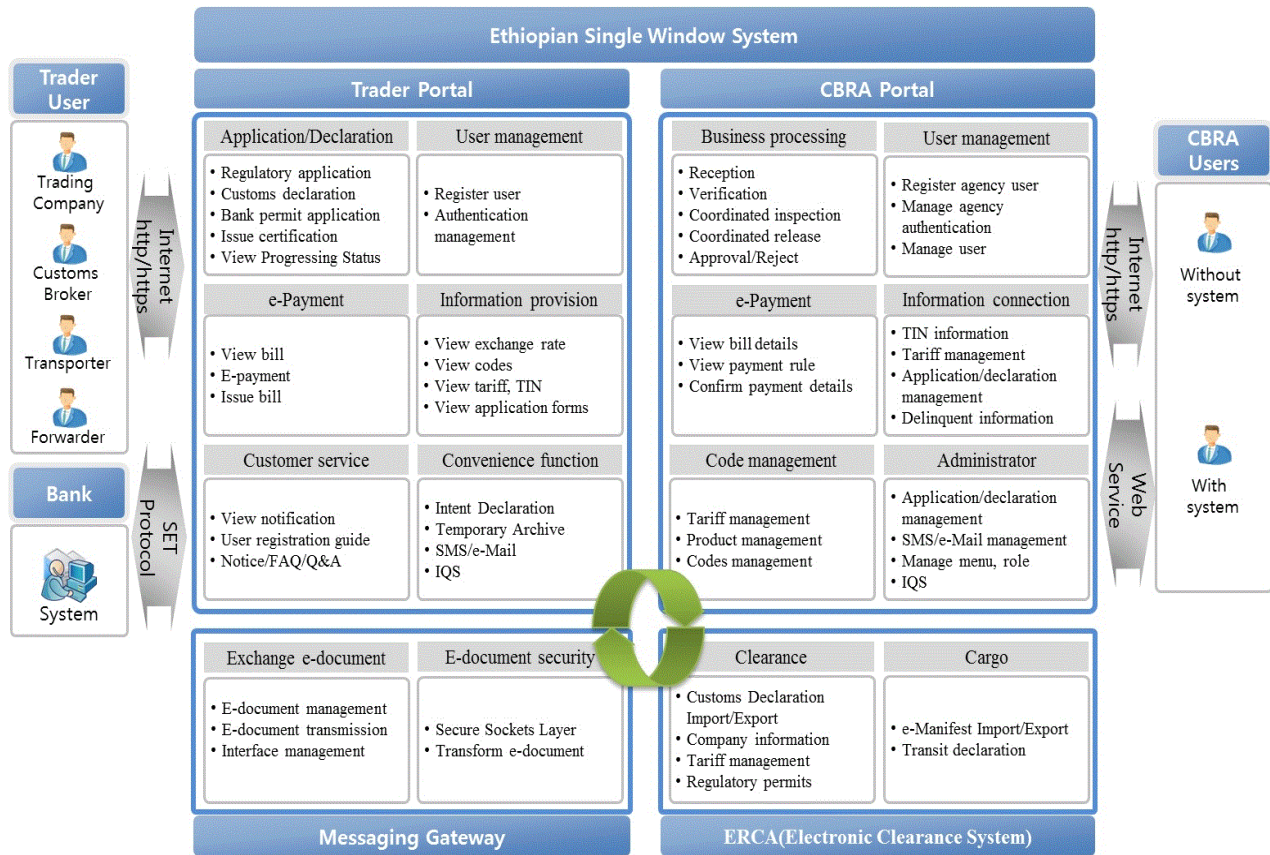 Ethiopian Single Window System
Trader
User
Trading
Company
Customs
Broker
Transporter
Forwarder
Bank
System
Internet
http/https
SET
Protocol
Trader Portal
Application/Declaration
• Regulatory application
• Customs declaration
• Bank permit application
• Issue certification
• View Progressing Status
User management
• Register user
• Authentication
management
e-Payment
• View bill
• E-payment
• Issue bill
Information provision
• View exchange rate
• View codes
• View tariff, TIN
• View application forms
Customer service
• View notification
• User registration guide
• Notice/FAQ/Q&A
Convenience function
• Intent Declaration
• Temporary Archive
• SMS/e-Mail
• IQS
CBRA Portal
Business processing
• Reception
• Verification
• Coordinated inspection
• Coordinated release
• Approval/Reject
User management
• Register agency user
• Manage agency
authentication
• Manage user
e-Payment
• View bill details
• View payment rule
• Confirm payment details
Information connection
• TIN information
• Tariff management
• Application/declaration
management
• Delinquent information
Code management
• Tariff management
• Product management
• Codes management
Administrator
• Application/declaration
management
• SMS/e-Mail management
• Manage menu, role
• IQS
Internet
http/https
Web
Service
CBRA
Users
Without
system
With
system
Exchange e-document
• E-document management
• E-document transmission
• Interface management
E-document security
• Secure Sockets Layer
• Transform e-document
Messaging Gateway
Clearance
• Customs Declaration
Import/Export
• Company information
• Tariff management
• Regulatory permits
Cargo
• e-Manifest Import/Export
• Transit declaration
ERCA(Electronic Clearance System)